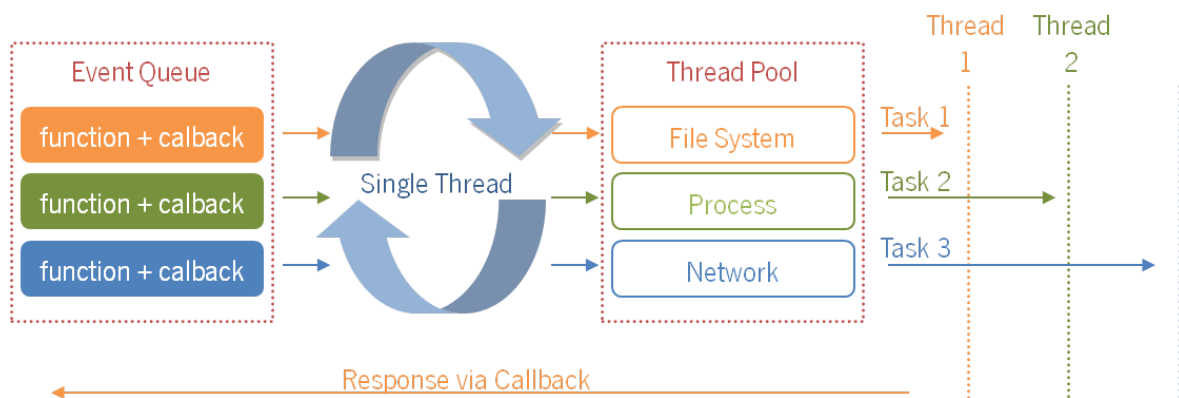 Event Queue
function + calback
function + calback
function + calback
Single Thread
Thread Pool
File System
Process
Network
Task 1
Task 2
Task 3
Thread
1
Thread
2
Response via Callback